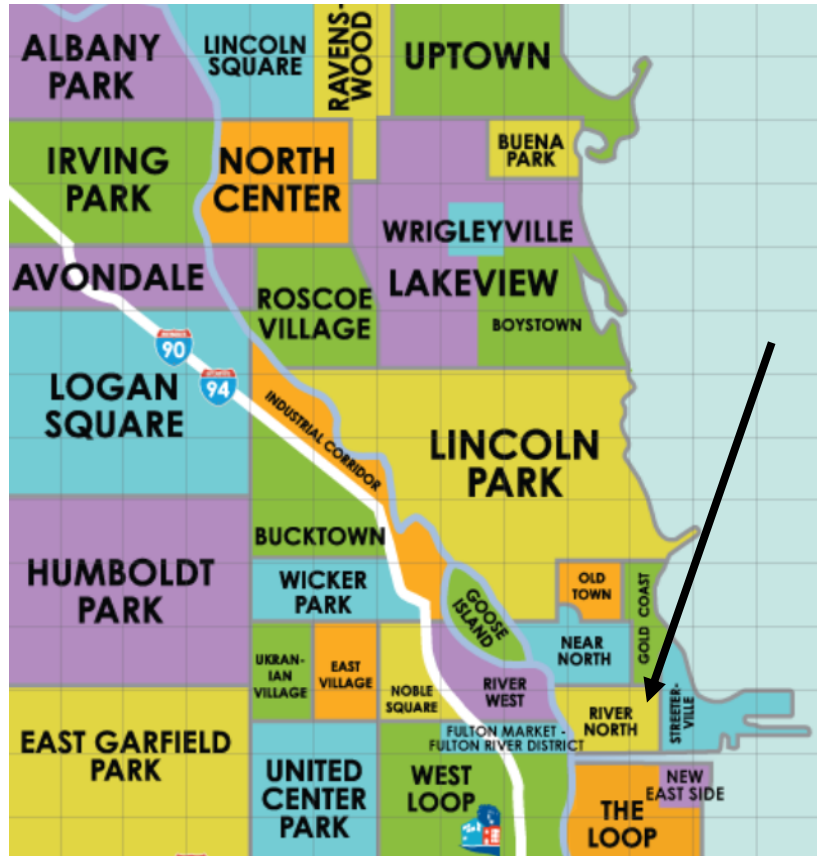 ALBANY
PARK
LINCOLN
SQUARE
RAVENS-
WOOD
UPTOWN
IRVING
PARK
NORTH
CENTER
BUENA
PARK
WRIGLEYVILLE
AVONDALE
ROSCOE
VILLAGE
LAKEVIEW
BOYSTOWN
90
94
LOGAN
SQUARE
INDUSTRIAL CORRIDOR
LINCOLN
PARK
BUCKTOWN
HUMBOLDT
PARK
WICKER
PARK
GOOSE
ISLAND
OLD
TOWN
GOLD COAST
NEAR
NORTH
UKRAN-
IAN
VILLAGE
EAST
VILLAGE
NOBLE
SQUARE
RIVER
WEST
RIVER
NORTH
STREETER-
VILLE
EAST GARFIELD
PARK
UNITED
CENTER
PARK
FULTON MARKET -
FULTON RIVER DISTRICT
WEST
LOOP
NEW
EAST SIDE
THE
LOOP